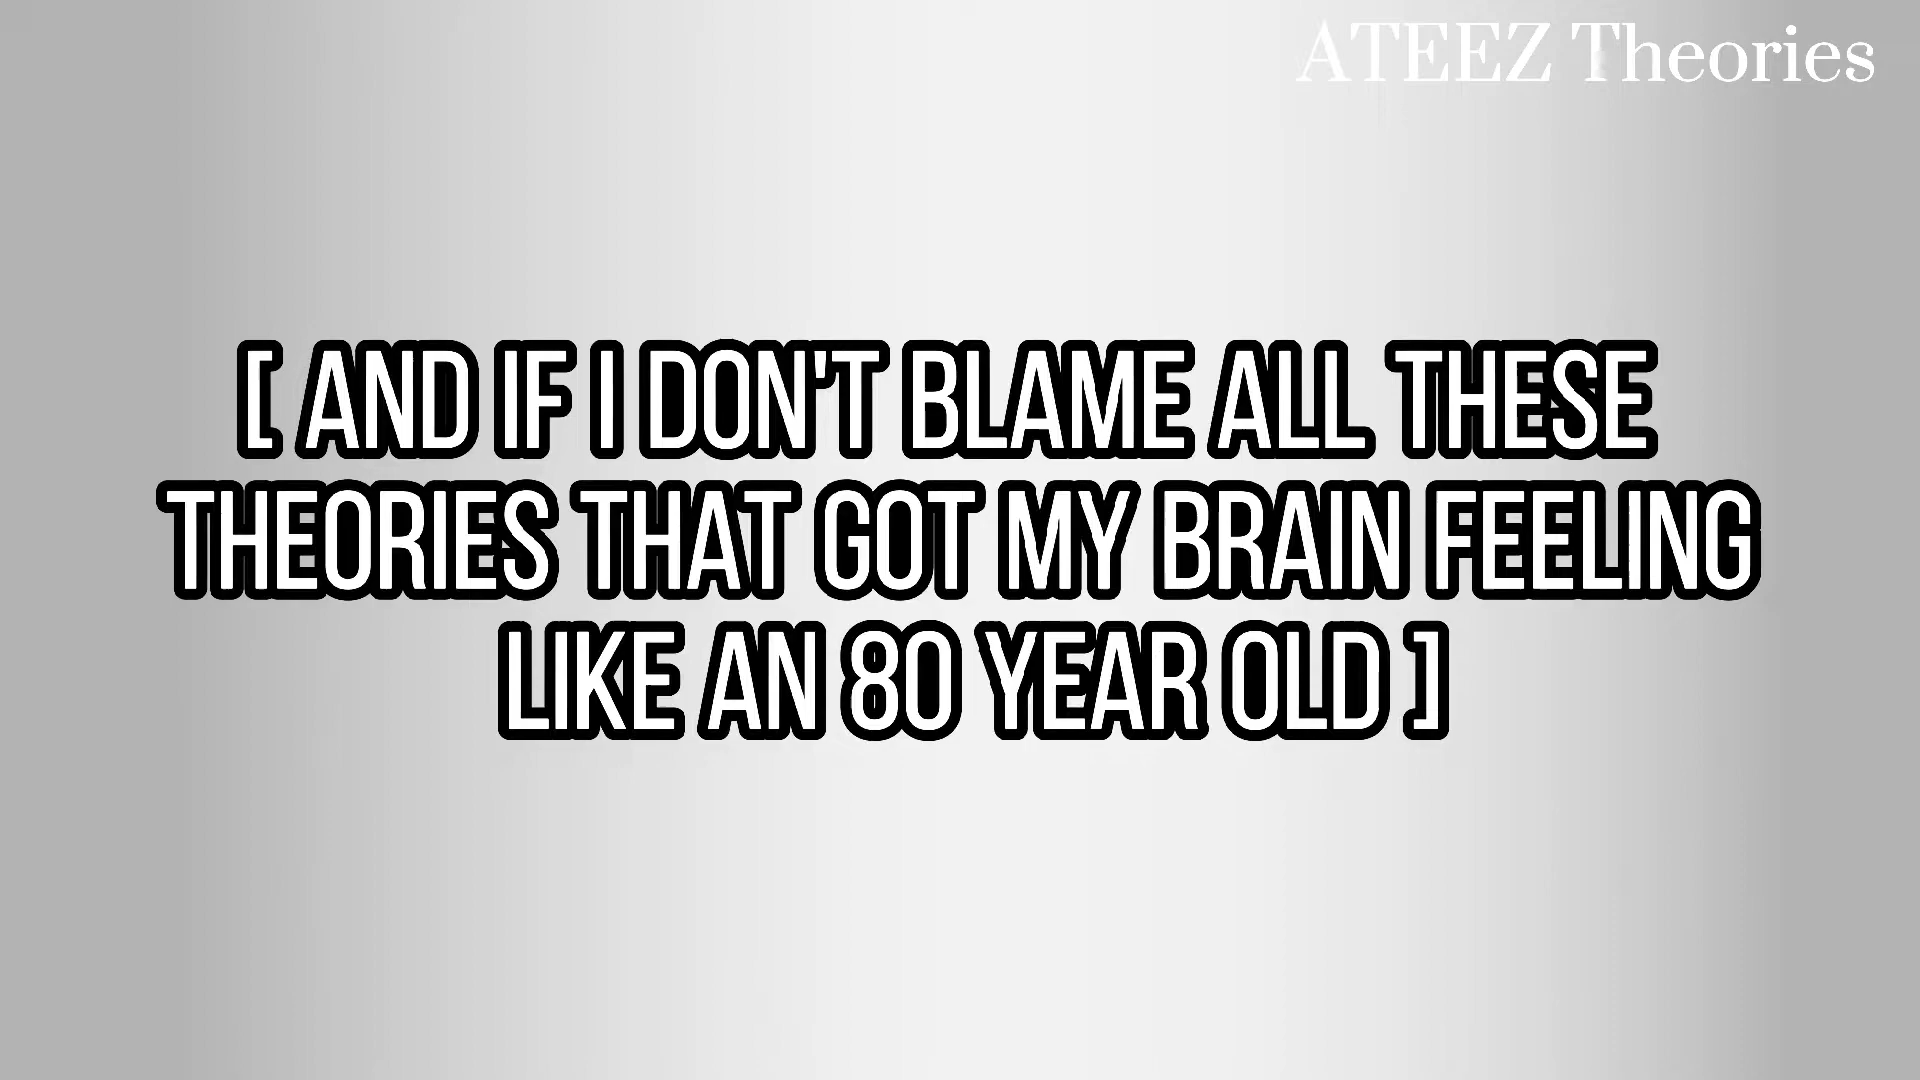 ATEEZ Theories
[ AND IF I DON'T BLAME ALL THESE
THEORIES THAT GOT MY BRAIN FEELING
LIKE AN 80 YEAR OLD ]